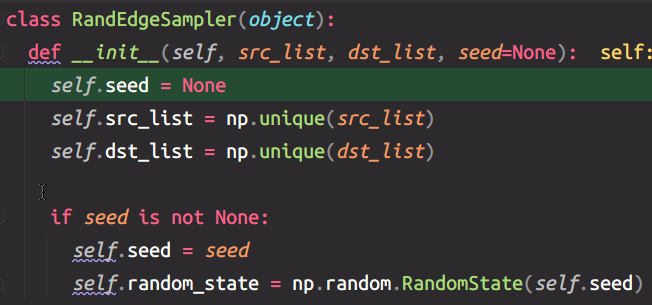 class RandEdgeSampler(object):
def __init__(self, src_list, dst_list, seed=None): self:
self.seed = None
self.src_list = np.unique(src_list)
self.dst_list = np.unique(dst_list)
if seed is not None:
self.seed = seed
self.random_state = np.random.RandomState(self.seed)